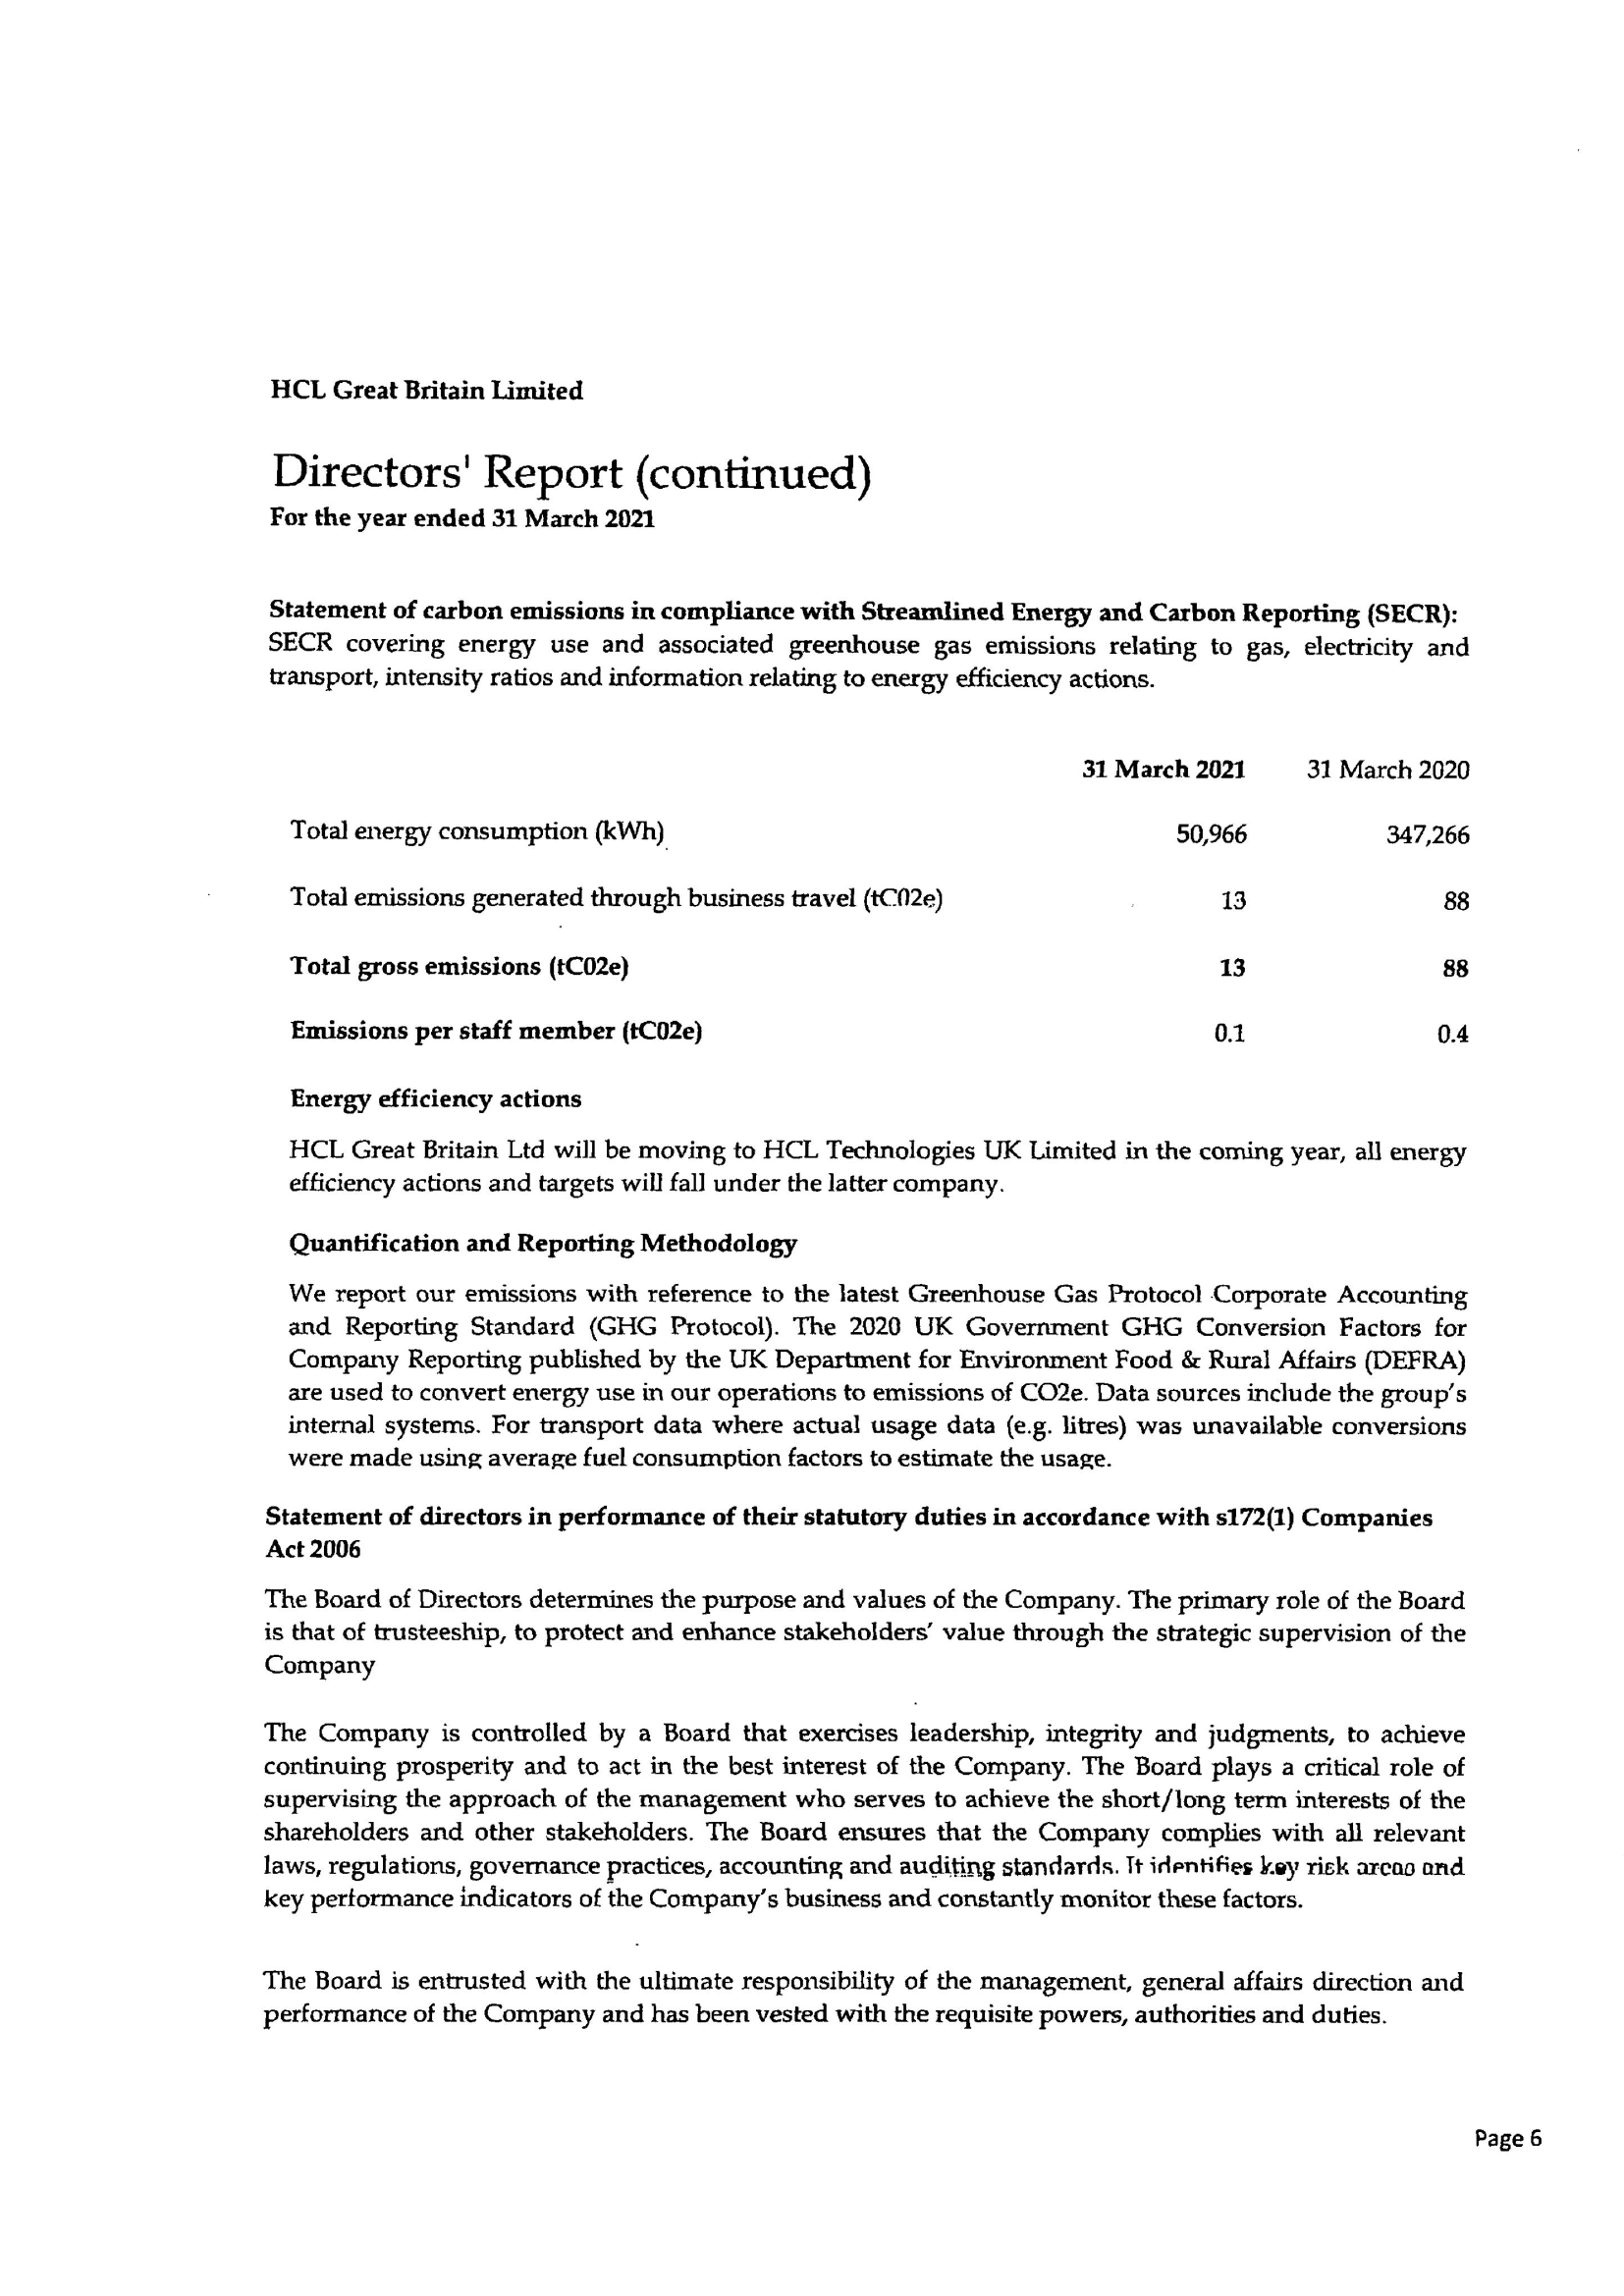 HCL Great Britain Limited
Directors' Report (continued)
For the year ended 31 March 2021
Statement of carbon emissions in compliance with Streamlined Energy and Carbon Reporting (SECR):
SECR covering energy use and associated greenhouse gas emissions relating to gas, electricity and
transport, intensity ratios and information relating to energy efficiency actions.
31 March 2021 31 March 2020
Total energy consumption (kWh) 50,966 347,266
Total emissions generated through business travel (tC02e) 13 88
Total gross emissions (tC02e) 13 88
Emissions per staff member (tC02e) 0.1 0.4
Energy efficiency actions
HCL Great Britain Ltd will be moving to HCL Technologies UK Limited in the coming year, all energy
efficiency actions and targets will fall under the latter company.
Quantification and Reporting Methodology
We report our emissions with reference to the latest Greenhouse Gas Protocol Corporate Accounting
and Reporting Standard (GHG Protocol). The 2020 UK Government GHG Conversion Factors for
Company Reporting published by the UK Department for Environment Food & Rural Affairs (DEFRA)
are used to convert energy use in our operations to emissions of CO2e. Data sources include the group's
internal systems. For transport data where actual usage data (e.g. litres) was unavailable conversions
were made using average fuel consumption factors to estimate the usage.
Statement of directors in performance of their statutory duties in accordance with s172(1) Companies
Act 2006
The Board of Directors determines the purpose and values of the Company. The primary role of the Board
is that of trusteeship, to protect and enhance stakeholders' value through the strategic supervision of the
Company
The Company is controlled by a Board that exercises leadership, integrity and judgments, to achieve
continuing prosperity and to act in the best interest of the Company. The Board plays a critical role of
supervising the approach of the management who serves to achieve the short/long term interests of the
shareholders and other stakeholders. The Board ensures that the Company complies with all relevant
laws, regulations, governance practices, accounting and auditing standards. It identifies key risk areas and
key performance indicators of the Company's business and constantly monitor these factors.
The Board is entrusted with the ultimate responsibility of the management, general affairs direction and
performance of the Company and has been vested with the requisite powers, authorities and duties.
Page 6